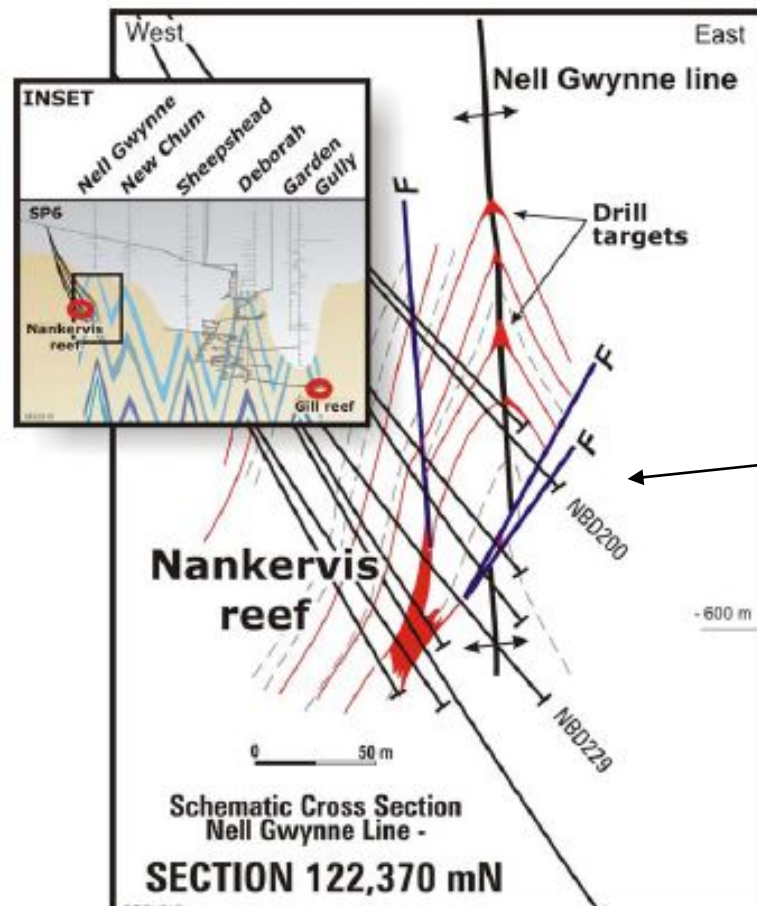 West
East
INSET
Nell Gwynne
New Chum
Sheepshead
Deborah
Garden
Gully
SP6
Nankervis
reef
Gill reef
Nell Gwynne line
F
Drill
targets
F
F
NBD200
Nankervis
reef
- 600 m
NBD229
0 50 m
Schematic Cross Section
Nell Gwynne Line -
SECTION 122,370 mN